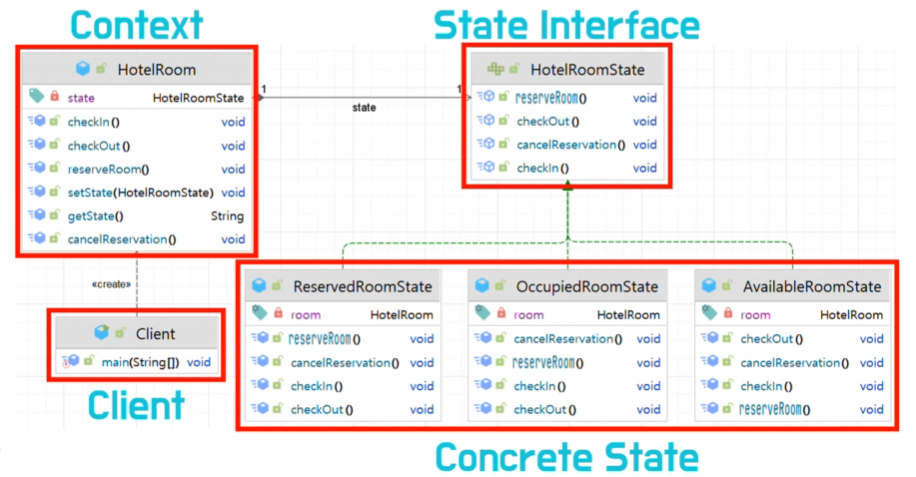 Context
State Interface
HotelRoom
state HotelRoomState
checkIn() void
checkOut() void
reserveRoom() void
setState(HotelRoomState) void
getState() String
cancelReservation() void
1
1
state
HotelRoomState
reserveRoom() void
checkOut() void
cancelReservation() void
checkIn() void
«create»
Client
main(String[]) void
Client
ReservedRoomState
room HotelRoom
reserveRoom() void
cancelReservation() void
checkIn() void
checkOut() void
OccupiedRoomState
room HotelRoom
cancelReservation() void
reserveRoom() void
checkIn() void
checkOut() void
AvailableRoomState
room HotelRoom
checkOut() void
cancelReservation() void
checkIn() void
reserveRoom() void
Concrete State